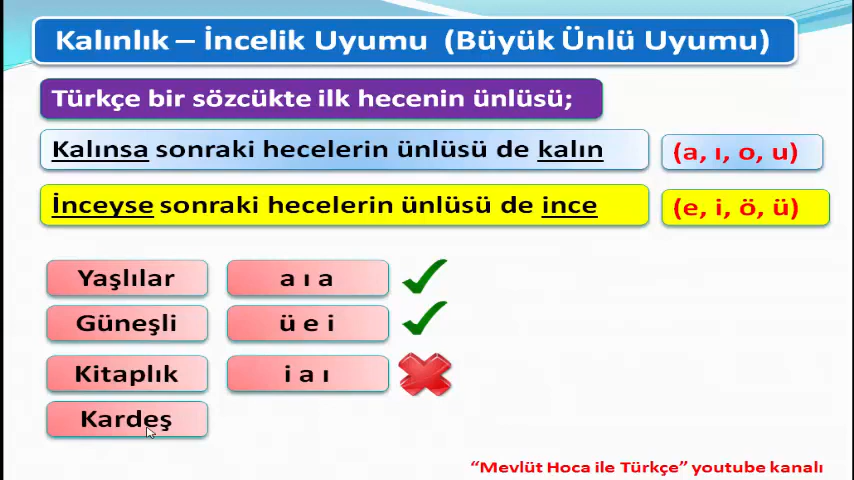 Kalınlık – İncelik Uyumu (Büyük Ünlü Uyumu)
Türkçe bir sözcükte ilk hecenin ünlüsü;
Kalınsa sonraki hecelerin ünlüsü de kalın (a, ı, o, u)
İnceyse sonraki hecelerin ünlüsü de ince (e, i, ö, ü)
Yaşlılar a ı a
Güneşli ü e i
Kitaplık i a ı
Kardeş
“Mevlüt Hoca ile Türkçe” youtube kanalı